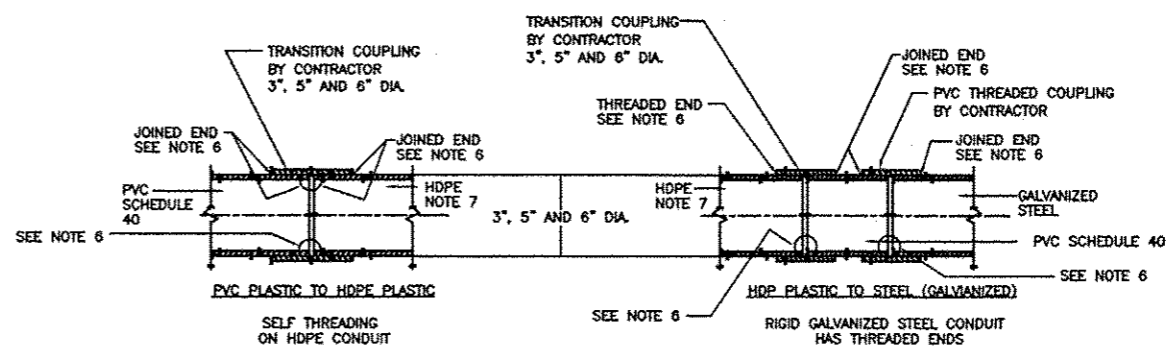 TRANSITION COUPLING
BY CONTRACTOR
3", 5" AND 6" DIA.
JOINED END
SEE NOTE 6
JOINED END
SEE NOTE 6
PVC
SCHEDULE
40
HDPE
NOTE 7
SEE NOTE 6
PVC PLASTIC TO HDPE PLASTIC
SELF THREADING
ON HDPE CONDUIT
3", 5" AND 6" DIA.
TRANSITION COUPLING
BY CONTRACTOR
3", 5" AND 6" DIA.
JOINED END
SEE NOTE 6
THREADED END
SEE NOTE 6
PVC THREADED COUPLING
BY CONTRACTOR
JOINED END
SEE NOTE 6
HDPE
NOTE 7
GALVANIZED
STEEL
PVC SCHEDULE 40
SEE NOTE 6
HDP PLASTIC TO STEEL (GALVIANIZED)
SEE NOTE 6
RIGID GALVANIZED STEEL CONDUIT
HAS THREADED ENDS